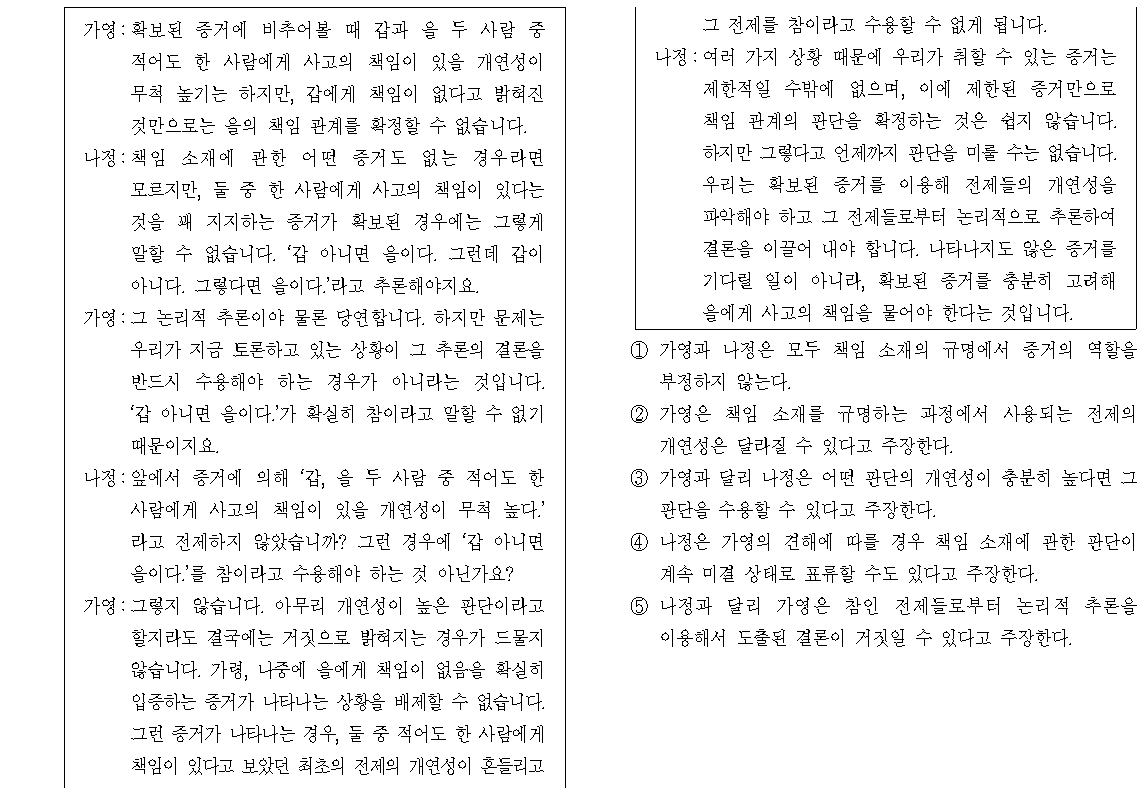 가영:확보된 증거에 비추어볼 때 갑과 을 두 사람 중
적어도 한 사람에게 사고의 책임이 있을 개연성이
무척 높기는 하지만, 갑에게 책임이 없다고 밝혀진
것만으로는 을의 책임 관계를 확정할 수 없습니다.
나정:책임 소재에 관한 어떤 증거도 없는 경우라면
모르지만, 둘 중 한 사람에게 사고의 책임이 있다는
것을 꽤 지지하는 증거가 확보된 경우에는 그렇게
말할 수 없습니다. ‘갑 아니면 을이다. 그런데 갑이
아니다. 그렇다면 을이다.’라고 추론해야지요.
가영:그 논리적 추론이야 물론 당연합니다. 하지만 문제는
우리가 지금 토론하고 있는 상황이 그 추론의 결론을
반드시 수용해야 하는 경우가 아니라는 것입니다.
‘갑 아니면 을이다.’가 확실히 참이라고 말할 수 없기
때문이지요.
나정:앞에서 증거에 의해 ‘갑, 을 두 사람 중 적어도 한
사람에게 사고의 책임이 있을 개연성이 무척 높다.’
라고 전제하지 않았습니까? 그런 경우에 ‘갑 아니면
을이다.’를 참이라고 수용해야 하는 것 아닌가요?
가영:그렇지 않습니다. 아무리 개연성이 높은 판단이라고
할지라도 결국에는 거짓으로 밝혀지는 경우가 드물지
않습니다. 가령, 나중에 을에게 책임이 없음을 확실히
입증하는 증거가 나타나는 상황을 배제할 수 없습니다.
그런 증거가 나타나는 경우, 둘 중 적어도 한 사람에게
책임이 있다고 보았던 최초의 전제의 개연성이 흔들리고
그 전제를 참이라고 수용할 수 없게 됩니다.
나정:여러 가지 상황 때문에 우리가 취할 수 있는 증거는
제한적일 수밖에 없으며, 이에 제한된 증거만으로
책임 관계의 판단을 확정하는 것은 쉽지 않습니다.
하지만 그렇다고 언제까지 판단을 미룰 수는 없습니다.
우리는 확보된 증거를 이용해 전제들의 개연성을
파악해야 하고 그 전제들로부터 논리적으로 추론하여
결론을 이끌어 내야 합니다. 나타나지도 않은 증거를
기다릴 일이 아니라, 확보된 증거를 충분히 고려해
을에게 사고의 책임을 물어야 한다는 것입니다.
① 가영과 나정은 모두 책임 소재의 규명에서 증거의 역할을
부정하지 않는다.
② 가영은 책임 소재를 규명하는 과정에서 사용되는 전제의
개연성은 달라질 수 있다고 주장한다.
③ 가영과 달리 나정은 어떤 판단의 개연성이 충분히 높다면 그
판단을 수용할 수 있다고 주장한다.
④ 나정은 가영의 견해에 따를 경우 책임 소재에 관한 판단이
계속 미결 상태로 표류할 수도 있다고 주장한다.
⑤ 나정과 달리 가영은 참인 전제들로부터 논리적 추론을
이용해서 도출된 결론이 거짓일 수 있다고 주장한다.